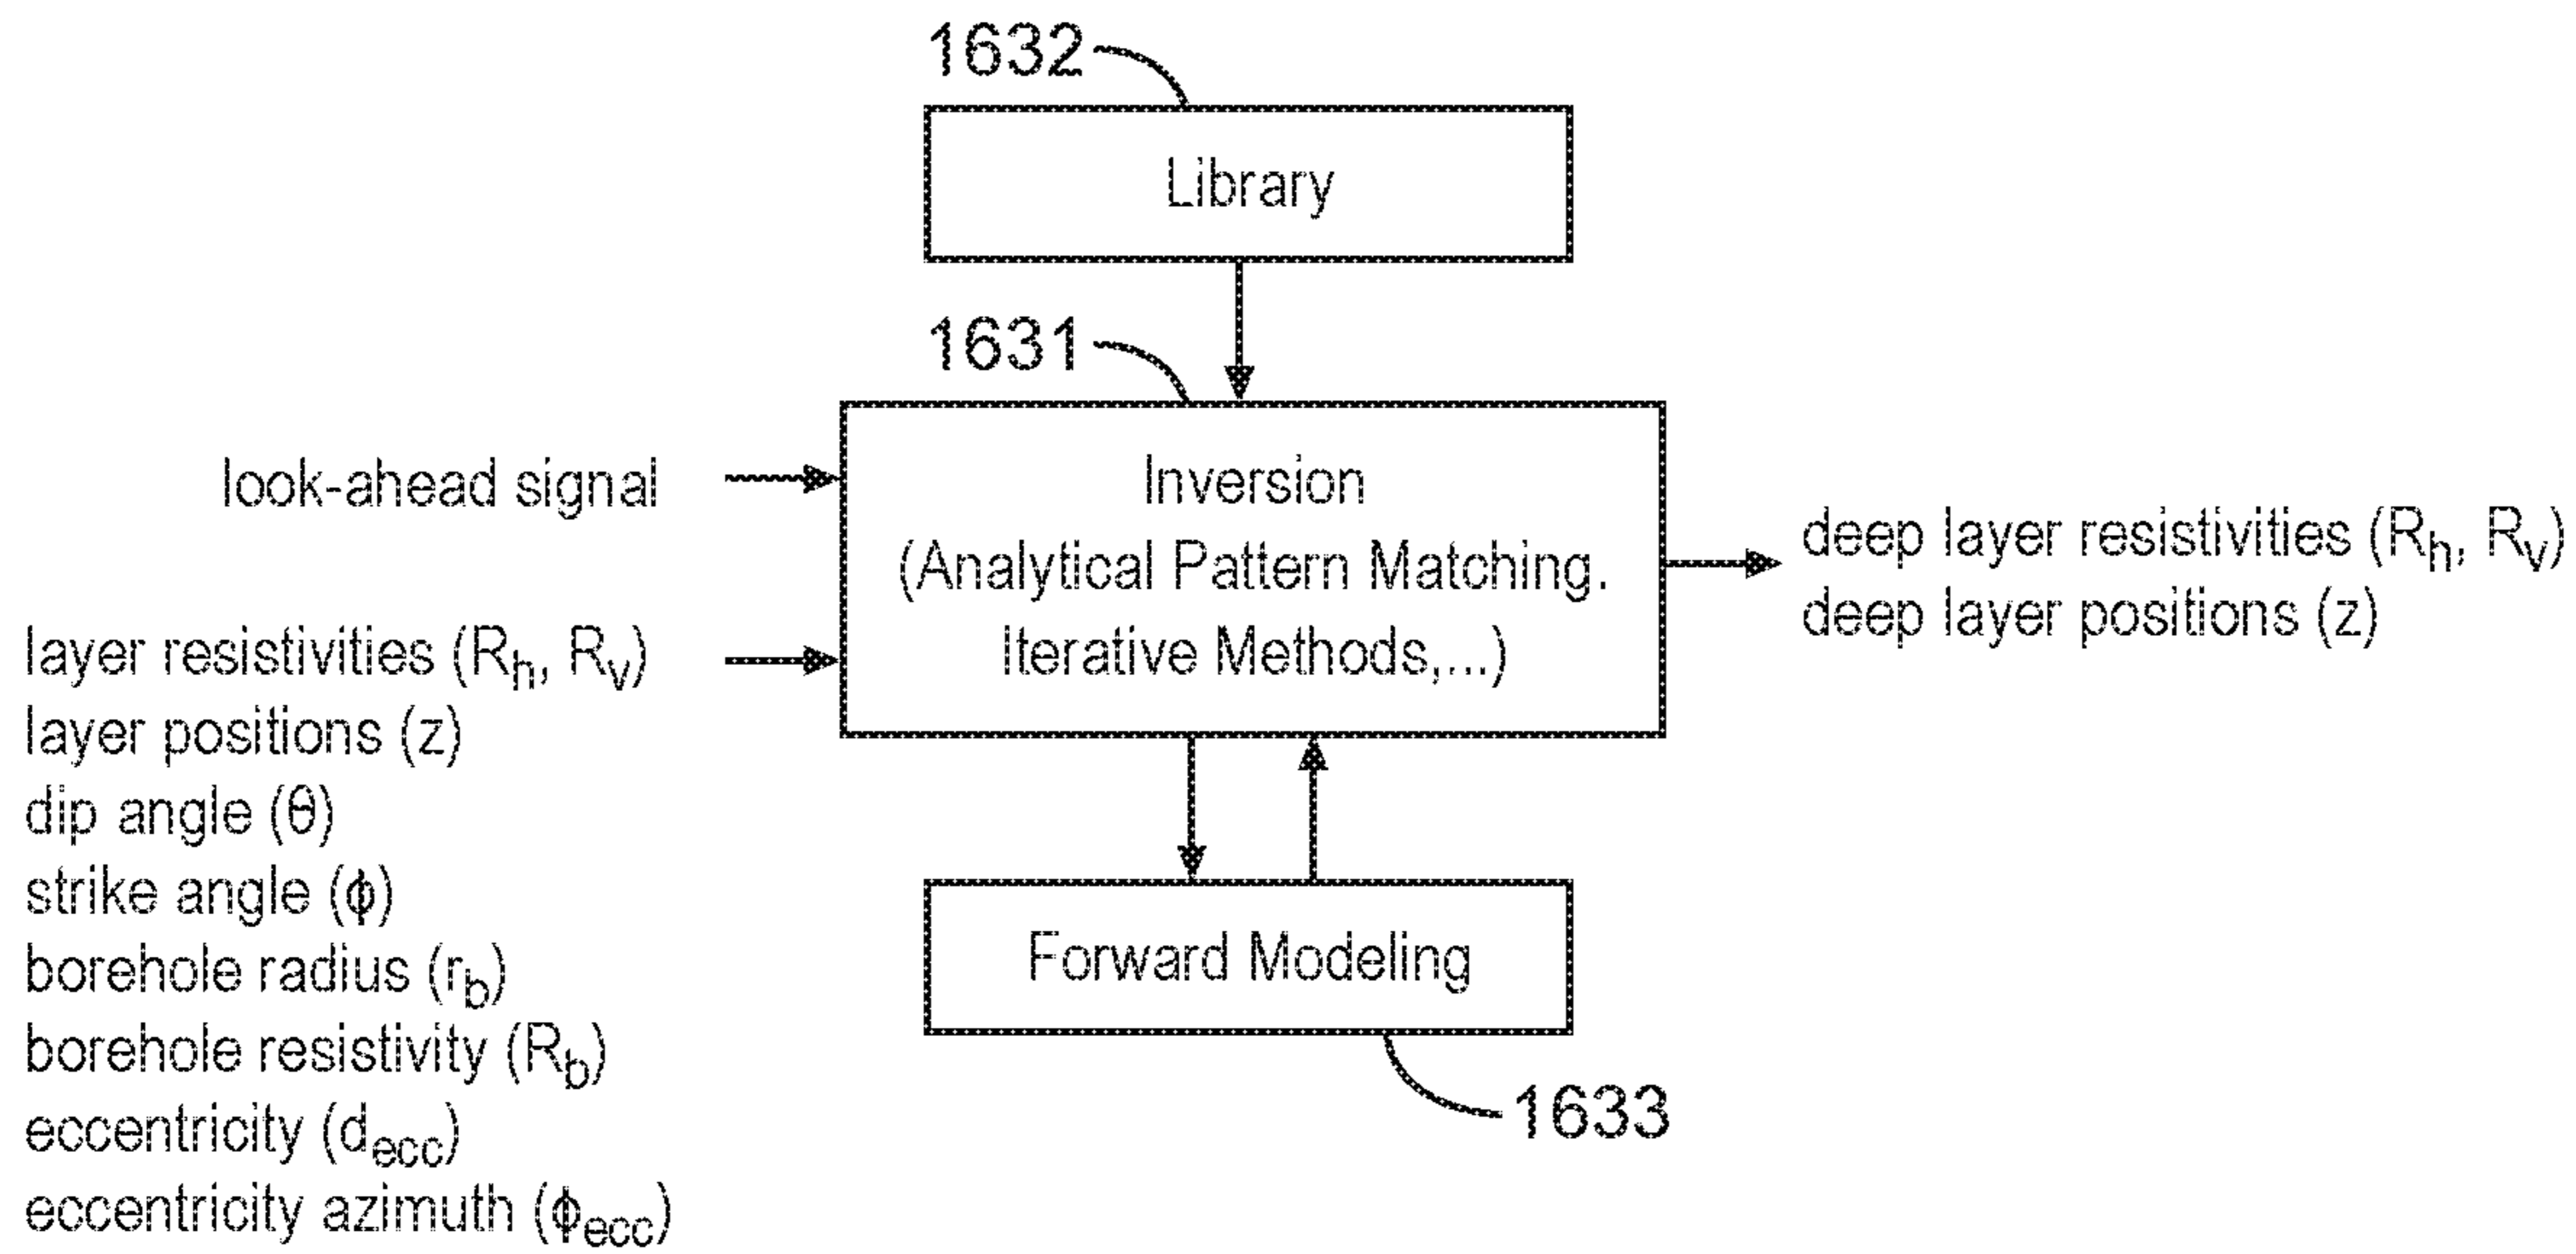 1632
Library
1631
look-ahead signal
Inversion
(Analytical Pattern Matching.
Iterative Methods,...)
deep layer resistivities (Rh, Rv)
deep layer positions (z)
layer resistivities (Rh, Rv)
layer positions (z)
dip angle (θ)
strike angle (ϕ)
borehole radius (rb)
borehole resistivity (Rb)
eccentricity (decc)
eccentricity azimuth (ϕecc)
Forward Modeling
1633